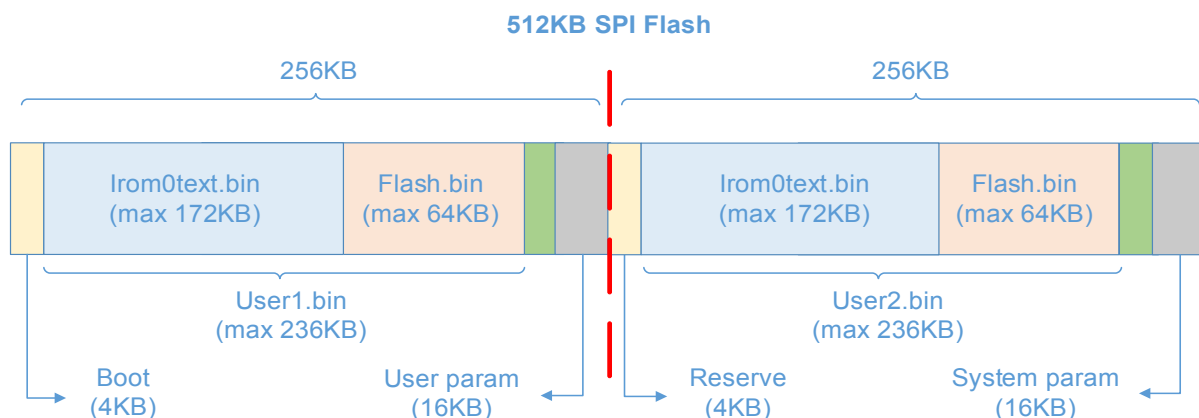 512KB SPI Flash
256KB
256KB
Irom0text.bin
(max 172KB)
Flash.bin
(max 64KB)
Irom0text.bin
(max 172KB)
Flash.bin
(max 64KB)
User1.bin
(max 236KB)
User2.bin
(max 236KB)
Boot
(4KB)
User param
(16KB)
Reserve
(4KB)
System param
(16KB)